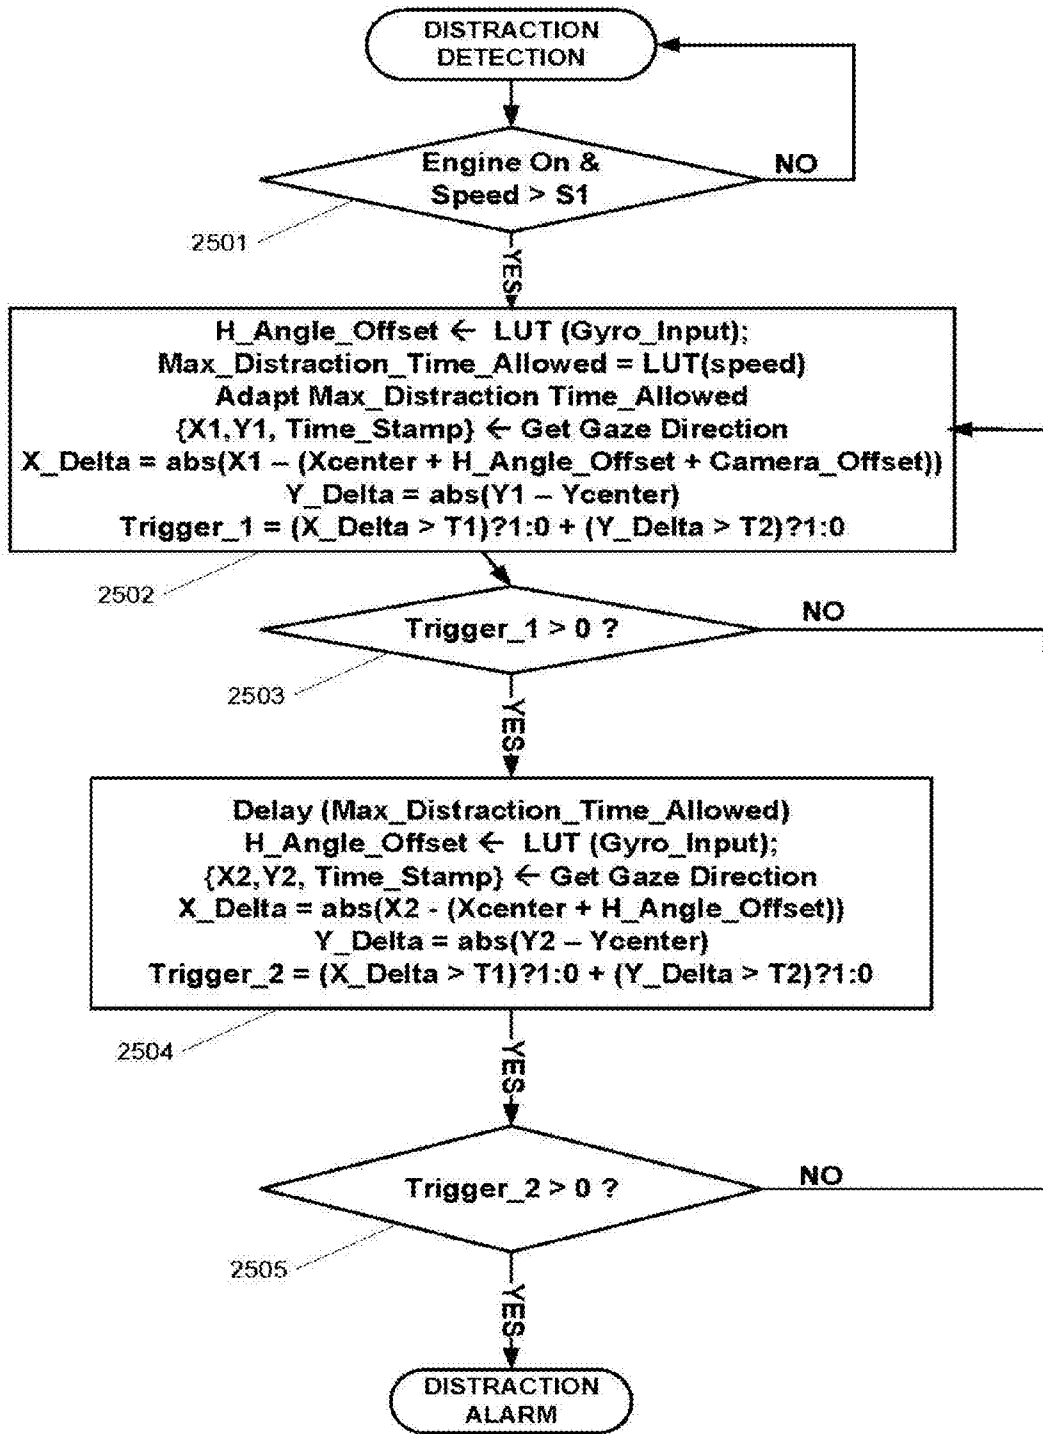 DISTRACTION
DETECTION
Engine On &
Speed > S1
NO
2501
YES
H_Angle_Offset ← LUT (Gyro_Input);
Max_Distraction_Time_Allowed = LUT(speed)
Adapt Max_Distraction Time_Allowed
{X1,Y1, Time_Stamp} ← Get Gaze Direction
X_Delta = abs(X1 – (Xcenter + H_Angle_Offset + Camera_Offset))
Y_Delta = abs(Y1 – Ycenter)
Trigger_1 = (X_Delta > T1)?1:0 + (Y_Delta > T2)?1:0
2502
Trigger_1 > 0 ?
NO
2503
YES
Delay (Max_Distraction_Time_Allowed)
H_Angle_Offset ← LUT (Gyro_Input);
{X2,Y2, Time_Stamp} ← Get Gaze Direction
X_Delta = abs(X2 - (Xcenter + H_Angle_Offset))
Y_Delta = abs(Y2 – Ycenter)
Trigger_2 = (X_Delta > T1)?1:0 + (Y_Delta > T2)?1:0
2504
YES
Trigger_2 > 0 ?
NO
2505
YES
DISTRACTION
ALARM